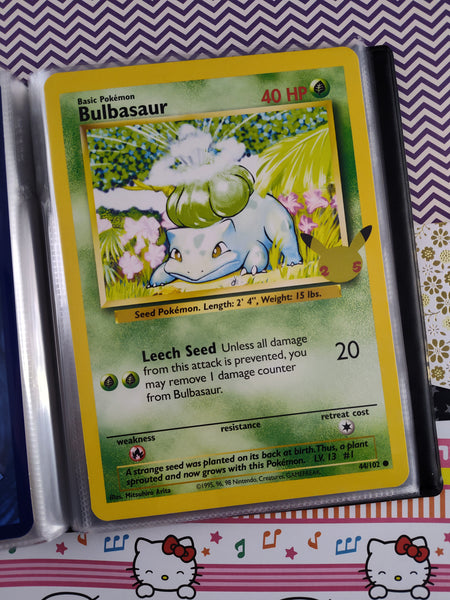 Basic Pokémon
Bulbasaur
40 HP
25
Seed Pokémon. Length: 2' 4", Weight: 15 lbs.
Leech Seed Unless all damage
from this attack is prevented, you
may remove 1 damage counter
from Bulbasaur.
20
weakness
resistance
retreat cost
A strange seed was planted on its back at birth. Thus, a plant
sprouted and now grows with this Pokémon. LV. 13 #1
Illus. Mitsuhiro Arita
©1995, 96, 98 Nintendo, Creatures, GAMEFREAK.
44/102